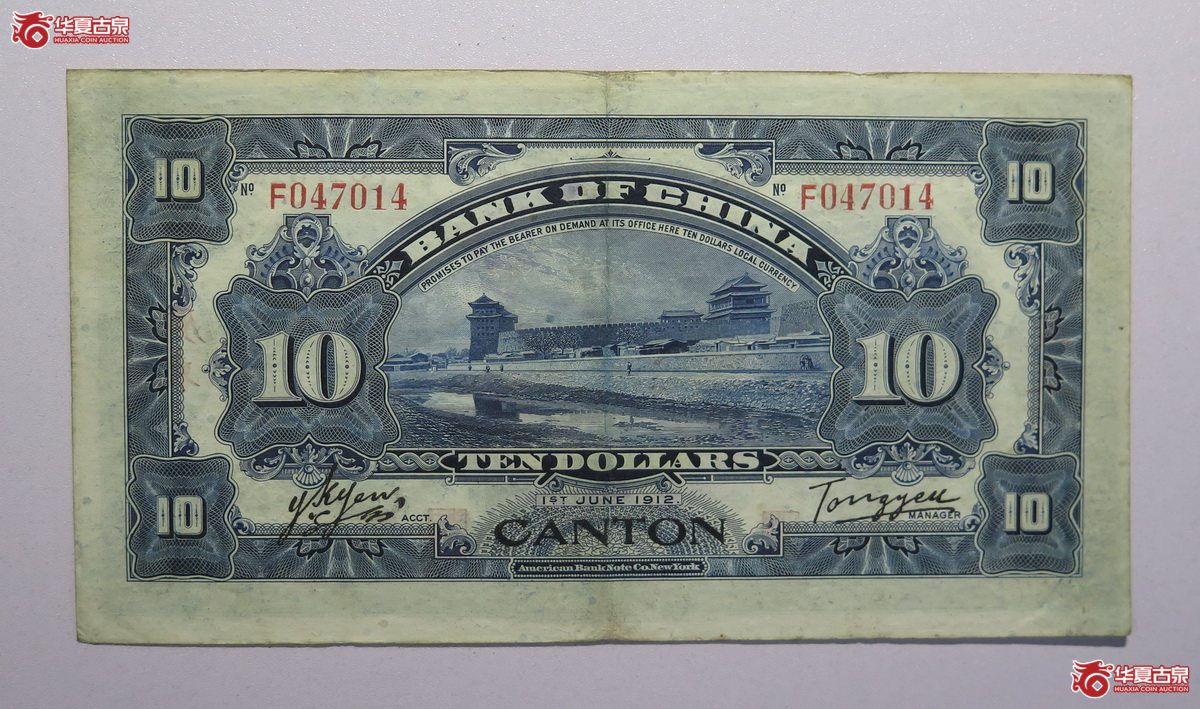 华夏古泉
HUAXIA COIN AUCTION
10
10
Nº F047014
Nº F047014
BANK OF CHINA
PROMISES TO PAY THE BEARER ON DEMAND AT ITS OFFICE HERE TEN DOLLARS LOCAL CURRENCY
10
10
TEN DOLLARS
ACCT.
1ST JUNE 1912
Tongyeu
MANAGER
10
CANTON
10
American Bank Note Co. New York
华夏古泉
HUAXIA COIN AUCTION